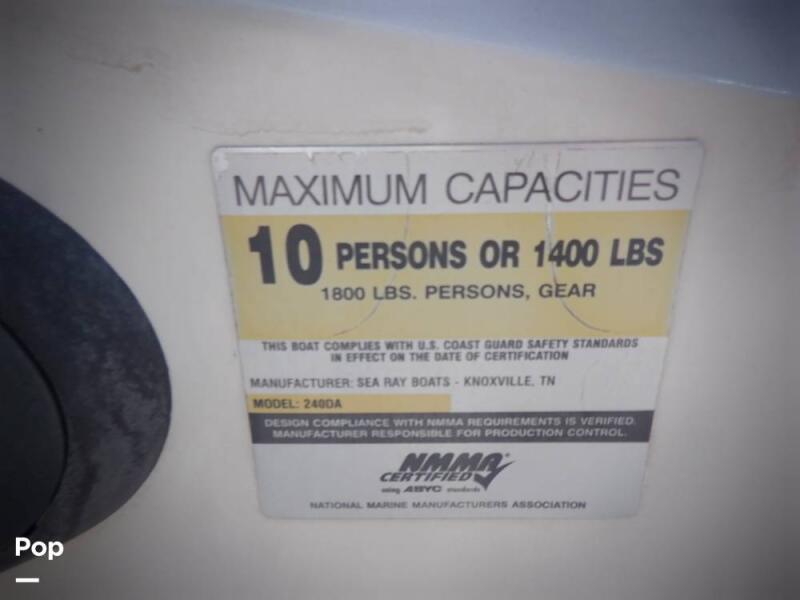 MAXIMUM CAPACITIES
10 PERSONS OR 1400 LBS
1800 LBS. PERSONS, GEAR
THIS BOAT COMPLIES WITH U.S. COAST GUARD SAFETY STANDARDS
IN EFFECT ON THE DATE OF CERTIFICATION
MANUFACTURER: SEA RAY BOATS - KNOXVILLE, TN
MODEL: 240DA
DESIGN COMPLIANCE WITH NMMA REQUIREMENTS IS VERIFIED.
MANUFACTURER RESPONSIBLE FOR PRODUCTION CONTROL.
NMMA
CERTIFIED
using ABYC standards
NATIONAL MARINE MANUFACTURERS ASSOCIATION
Pop